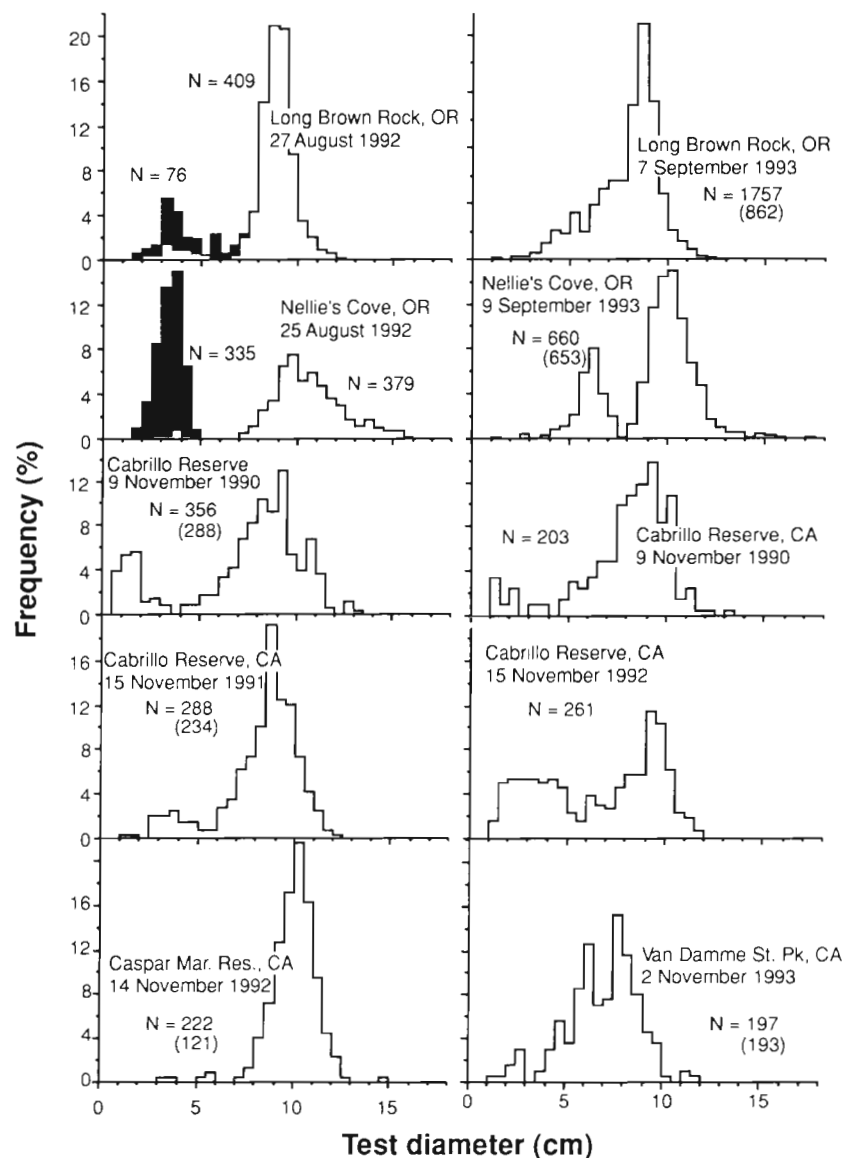 20
16
12
8
4
0
N = 409
Long Brown Rock, OR
27 August 1992
N = 76
Long Brown Rock, OR
7 September 1993
N = 1757
(862)
12
8
4
0
Nellie's Cove, OR
25 August 1992
N = 335
N = 379
Nellie's Cove, OR
9 September 1993
N = 660
(653)
Frequency (%)
12
8
4
0
Cabrillo Reserve
9 November 1990
N = 356
(288)
N = 203
Cabrillo Reserve, CA
9 November 1990
16
12
8
4
0
Cabrillo Reserve, CA
15 November 1991
N = 288
(234)
Cabrillo Reserve, CA
15 November 1992
N = 261
16
12
8
4
0
Caspar Mar. Res., CA
14 November 1992
N = 222
(121)
Van Damme St. Pk, CA
2 November 1993
N = 197
(193)
0 5 10 15 0 5 10 15
Test diameter (cm)